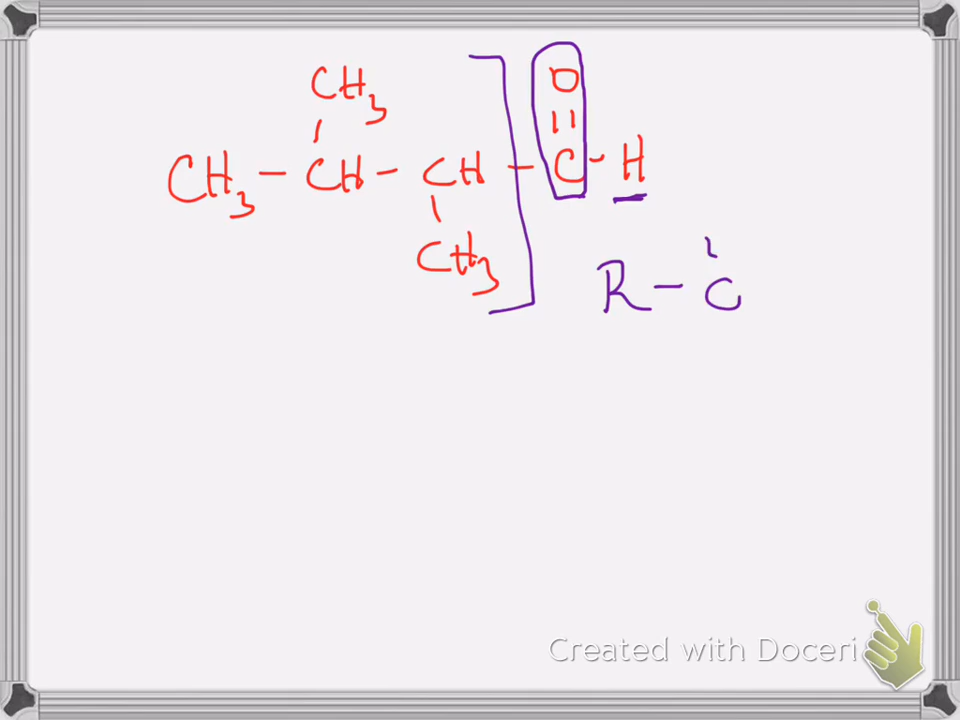 CH3
O
CH3 - CH - CH - C - H
CH3
R - C
Created with Doceri